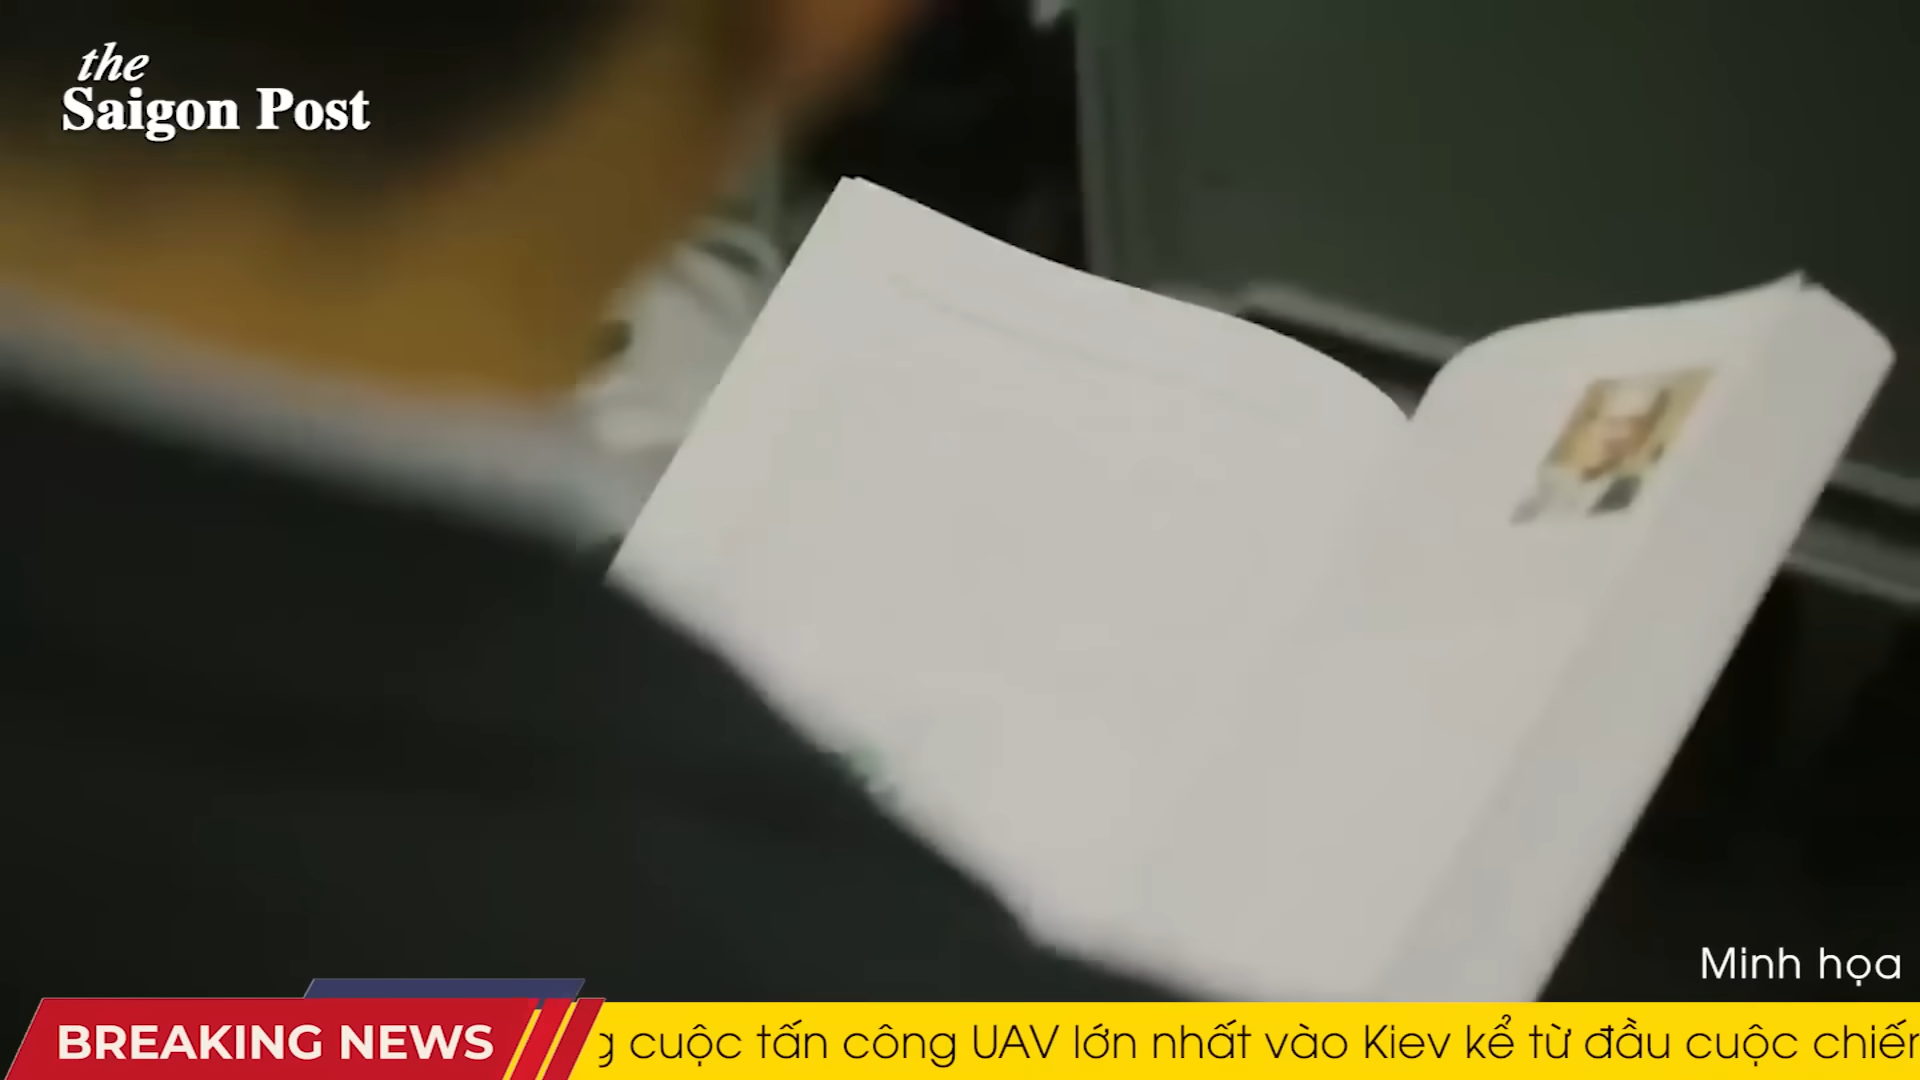 the
Saigon Post
Minh họa
BREAKING NEWS
cuộc tấn công UAV lớn nhất vào Kiev kể từ đầu cuộc